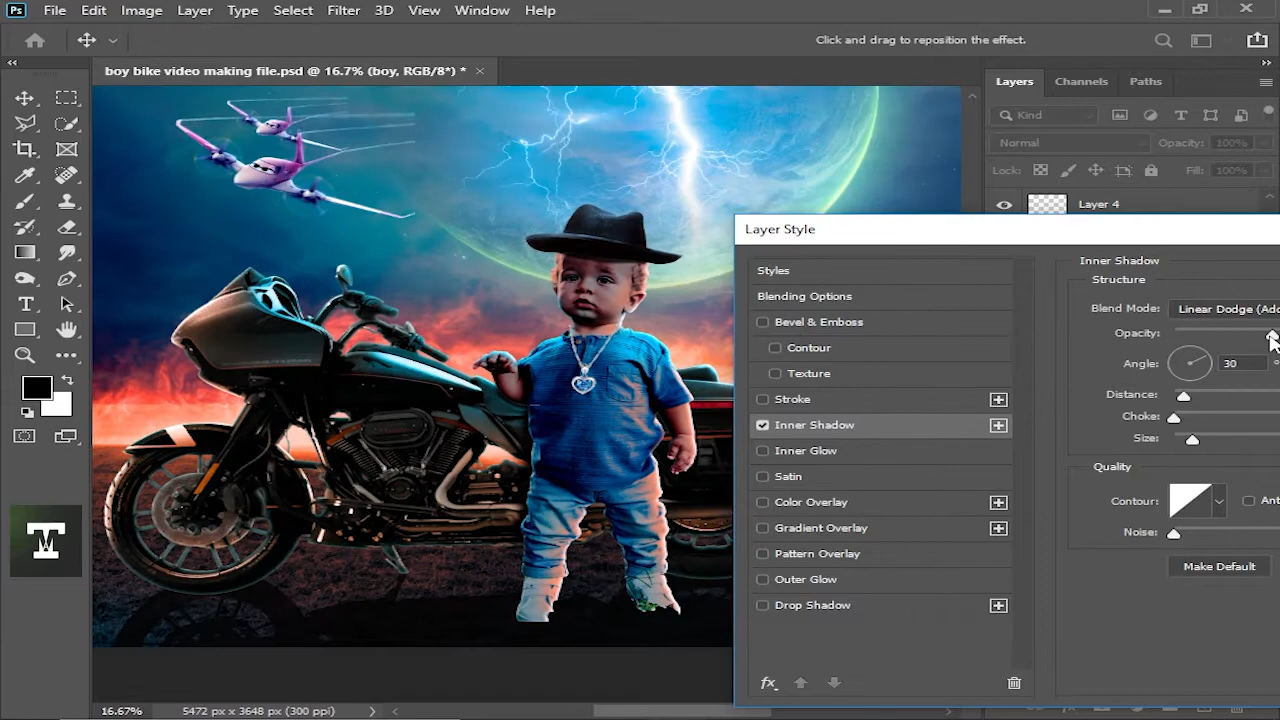 Ps File Edit Image Layer Type Select Filter 3D View Window Help
Click and drag to reposition the effect.
boy bike video making file.psd @ 16.7% (boy, RGB/8*) * ×
Layers Channels Paths
Kind
Normal Opacity: 100%
Lock: Fill: 100%
Layer 4
Layer Style
Styles
Blending Options
Bevel & Emboss
Contour
Texture
Stroke
Inner Shadow
Inner Glow
Satin
Color Overlay
Gradient Overlay
Pattern Overlay
Outer Glow
Drop Shadow
fx
Inner Shadow
Structure
Blend Mode: Linear Dodge (Add
Opacity:
Angle: 30 °
Distance:
Choke:
Size:
Quality
Contour: Ant
Noise:
Make Default
16.67% 5472 px x 3648 px (300 ppi)